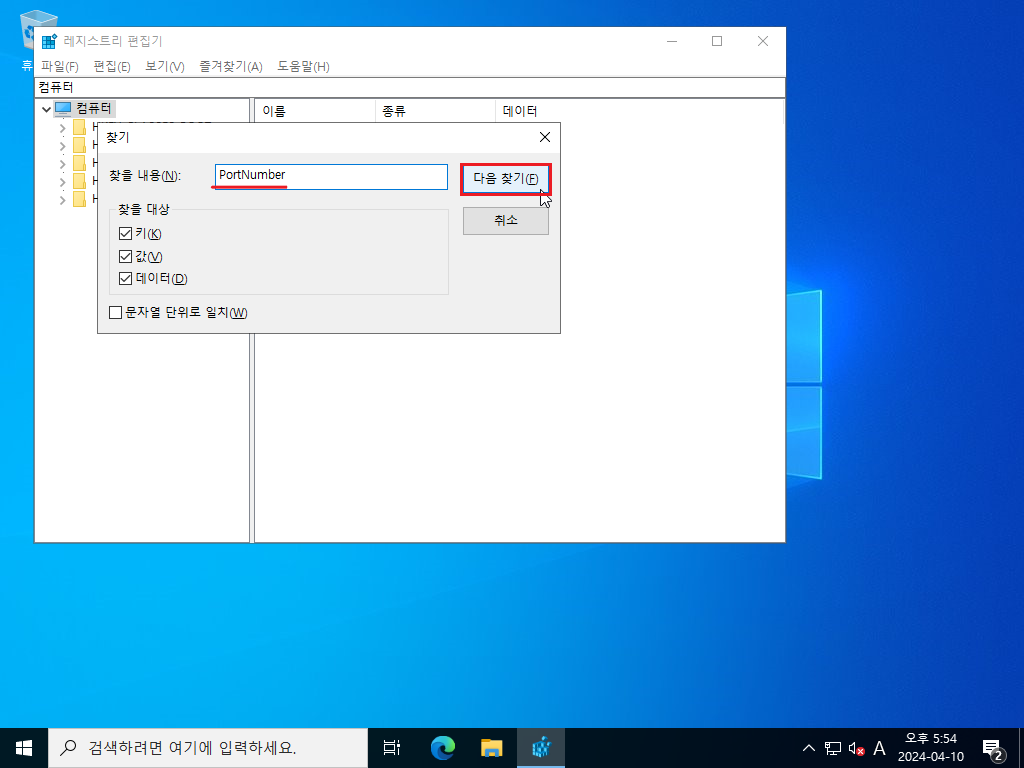 레지스트리 편집기
파일(F) 편집(E) 보기(V) 즐겨찾기(A) 도움말(H)
컴퓨터
컴퓨터
이름 종류 데이터
찾기
찾을 내용(N): PortNumber
다음 찾기(F)
찾을 대상
취소
키(K)
값(V)
데이터(D)
문자열 단위로 일치(W)
검색하려면 여기에 입력하세요.
A
오후 5:54
2024-04-10
2